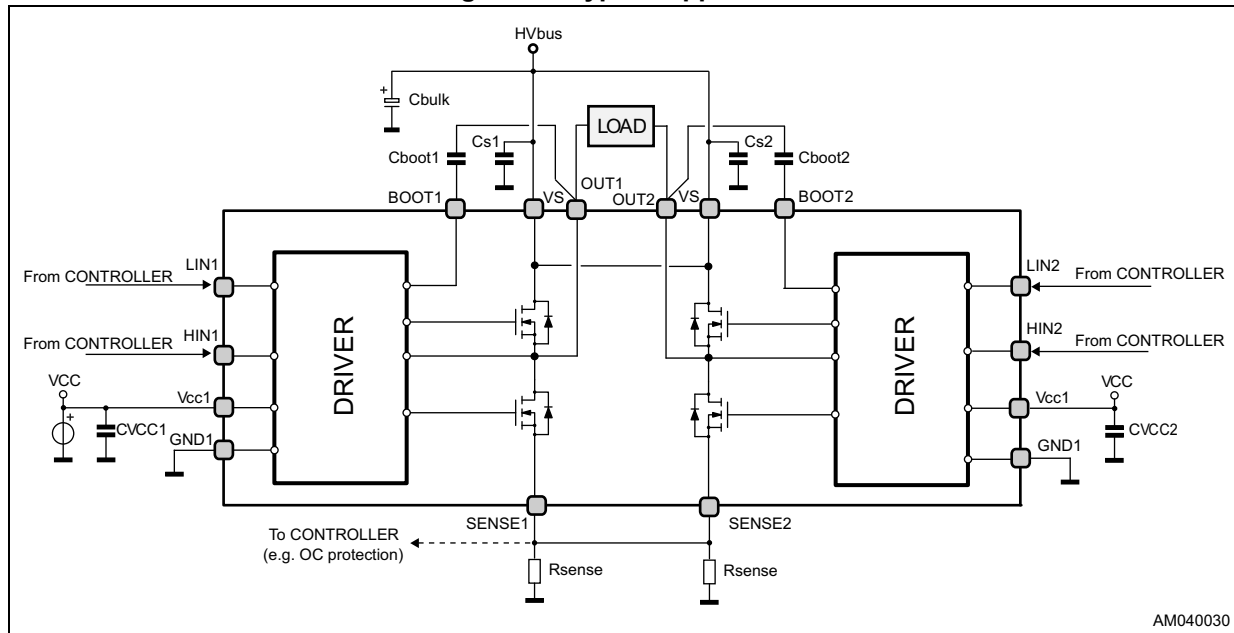 HVbus
Cbulk
LOAD
Cs1
Cs2
Cboot1
Cboot2
OUT1
OUT2
BOOT1
VS
VS
BOOT2
LIN1
LIN2
From CONTROLLER
From CONTROLLER
HIN1
HIN2
From CONTROLLER
From CONTROLLER
DRIVER
DRIVER
VCC
VCC
Vcc1
Vcc1
CVCC1
CVCC2
GND1
GND1
SENSE1
SENSE2
To CONTROLLER
(e.g. OC protection)
Rsense
Rsense
AM040030